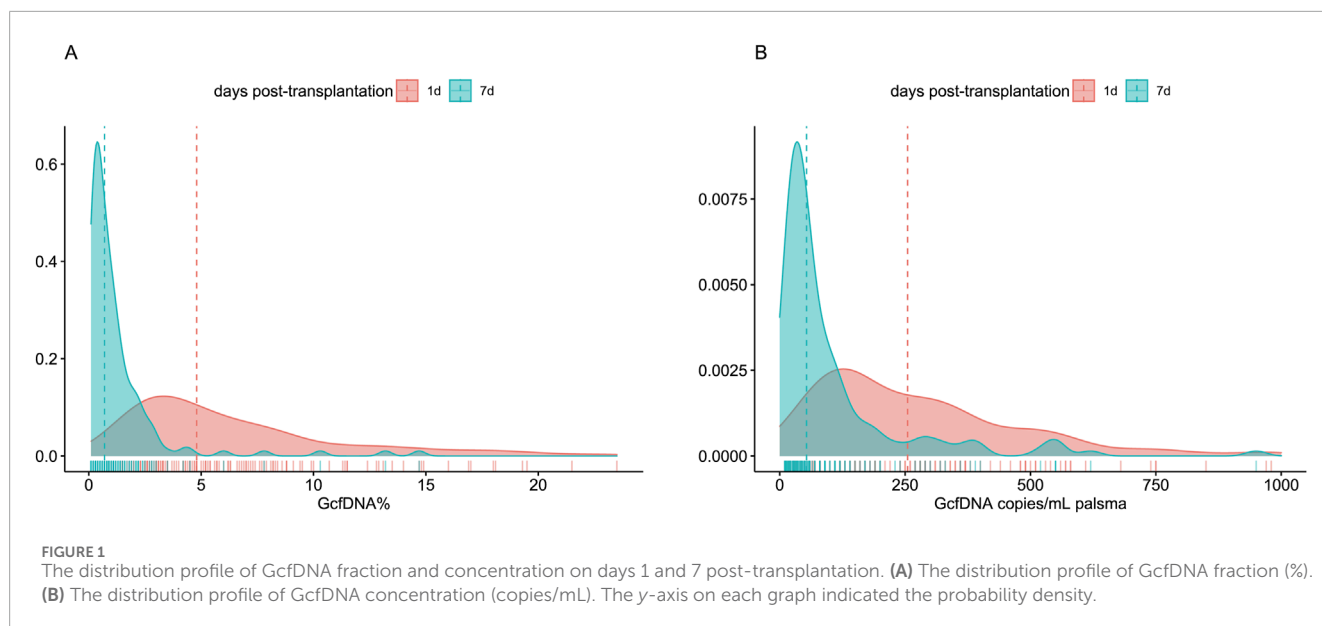 A
days post-transplantation 1d 7d
0.6
0.4
0.2
0.0
0 5 10 15 20
GcfDNA%
B
days post-transplantation 1d 7d
0.0075
0.0050
0.0025
0.0000
0 250 500 750 1000
GcfDNA copies/mL palsma
FIGURE 1
The distribution profile of GcfDNA fraction and concentration on days 1 and 7 post-transplantation. (A) The distribution profile of GcfDNA fraction (%).
(B) The distribution profile of GcfDNA concentration (copies/mL). The y-axis on each graph indicated the probability density.